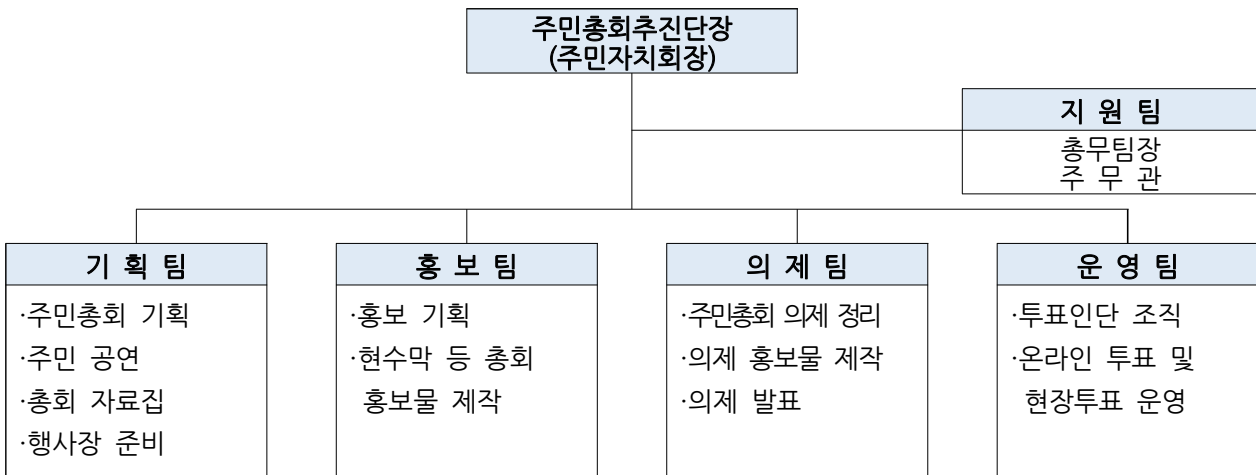 주민총회추진단장
(주민자치회장)
지 원 팀
총무팀장
주 무 관
기 획 팀
·주민총회 기획
·주민 공연
·총회 자료집
·행사장 준비
홍 보 팀
·홍보 기획
·현수막 등 총회
홍보물 제작
의 제 팀
·주민총회 의제 정리
·의제 홍보물 제작
·의제 발표
운 영 팀
·투표인단 조직
·온라인 투표 및
현장투표 운영